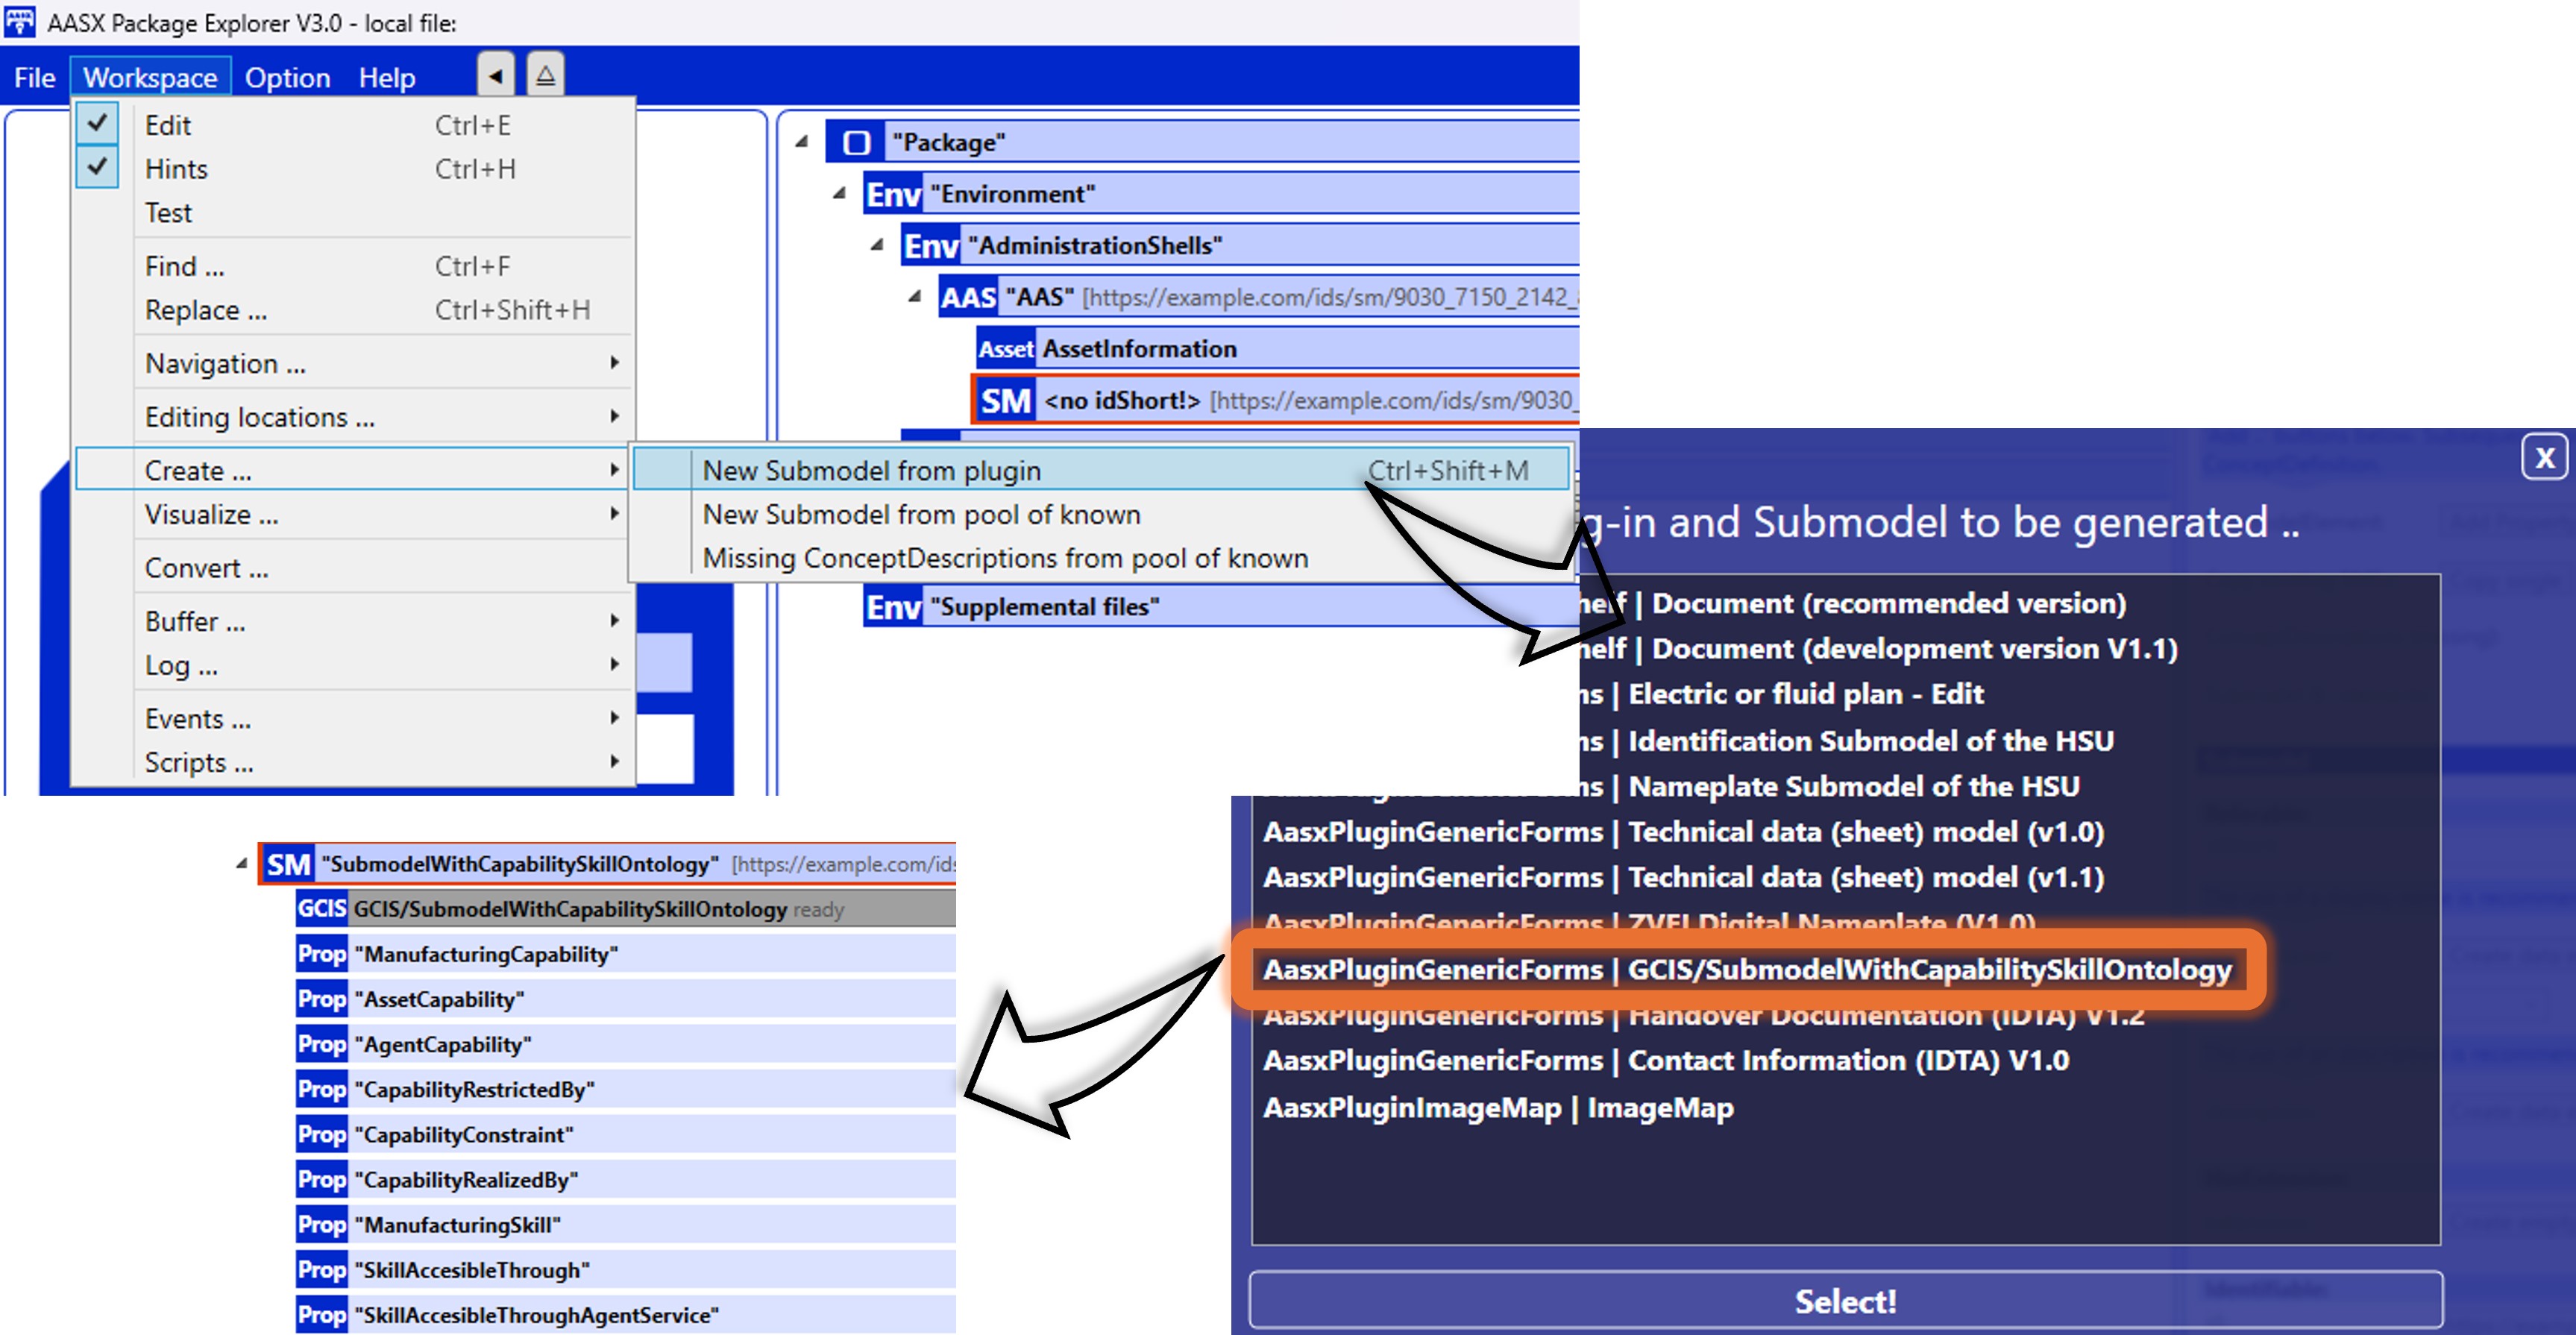 AASX Package Explorer V3.0 - local file:
File Workspace Option Help
Edit Ctrl+E
Hints Ctrl+H
Test
Find ... Ctrl+F
Replace ... Ctrl+Shift+H
Navigation ...
Editing locations ...
Create ...
Visualize ...
Convert ...
Buffer ...
Log ...
Events ...
Scripts ...
New Submodel from plugin Ctrl+Shift+M
New Submodel from pool of known
Missing ConceptDescriptions from pool of known
"Package"
Env "Environment"
Env "AdministrationShells"
AAS "AAS" [https://example.com/ids/sm/9030_7150_2142_
Asset AssetInformation
SM <no idShort!> [https://example.com/ids/sm/9030_
Env "Supplemental files"
X
g-in and Submodel to be generated ..
helf | Document (recommended version)
helf | Document (development version V1.1)
ns | Electric or fluid plan - Edit
ns | Identification Submodel of the HSU
ns | Nameplate Submodel of the HSU
AasxPluginGenericForms | Technical data (sheet) model (v1.0)
AasxPluginGenericForms | Technical data (sheet) model (v1.1)
AasxPluginGenericForms | ZVEI Digital Nameplate (V1.0)
AasxPluginGenericForms | GCIS/SubmodelWithCapabilitySkillOntology
AasxPluginGenericForms | Handover Documentation (IDTA) V1.2
AasxPluginGenericForms | Contact Information (IDTA) V1.0
AasxPluginImageMap | ImageMap
Select!
SM "SubmodelWithCapabilitySkillOntology" [https://example.com/ids
GCIS GCIS/SubmodelWithCapabilitySkillOntology ready
Prop "ManufacturingCapability"
Prop "AssetCapability"
Prop "AgentCapability"
Prop "CapabilityRestrictedBy"
Prop "CapabilityConstraint"
Prop "CapabilityRealizedBy"
Prop "ManufacturingSkill"
Prop "SkillAccesibleThrough"
Prop "SkillAccesibleThroughAgentService"